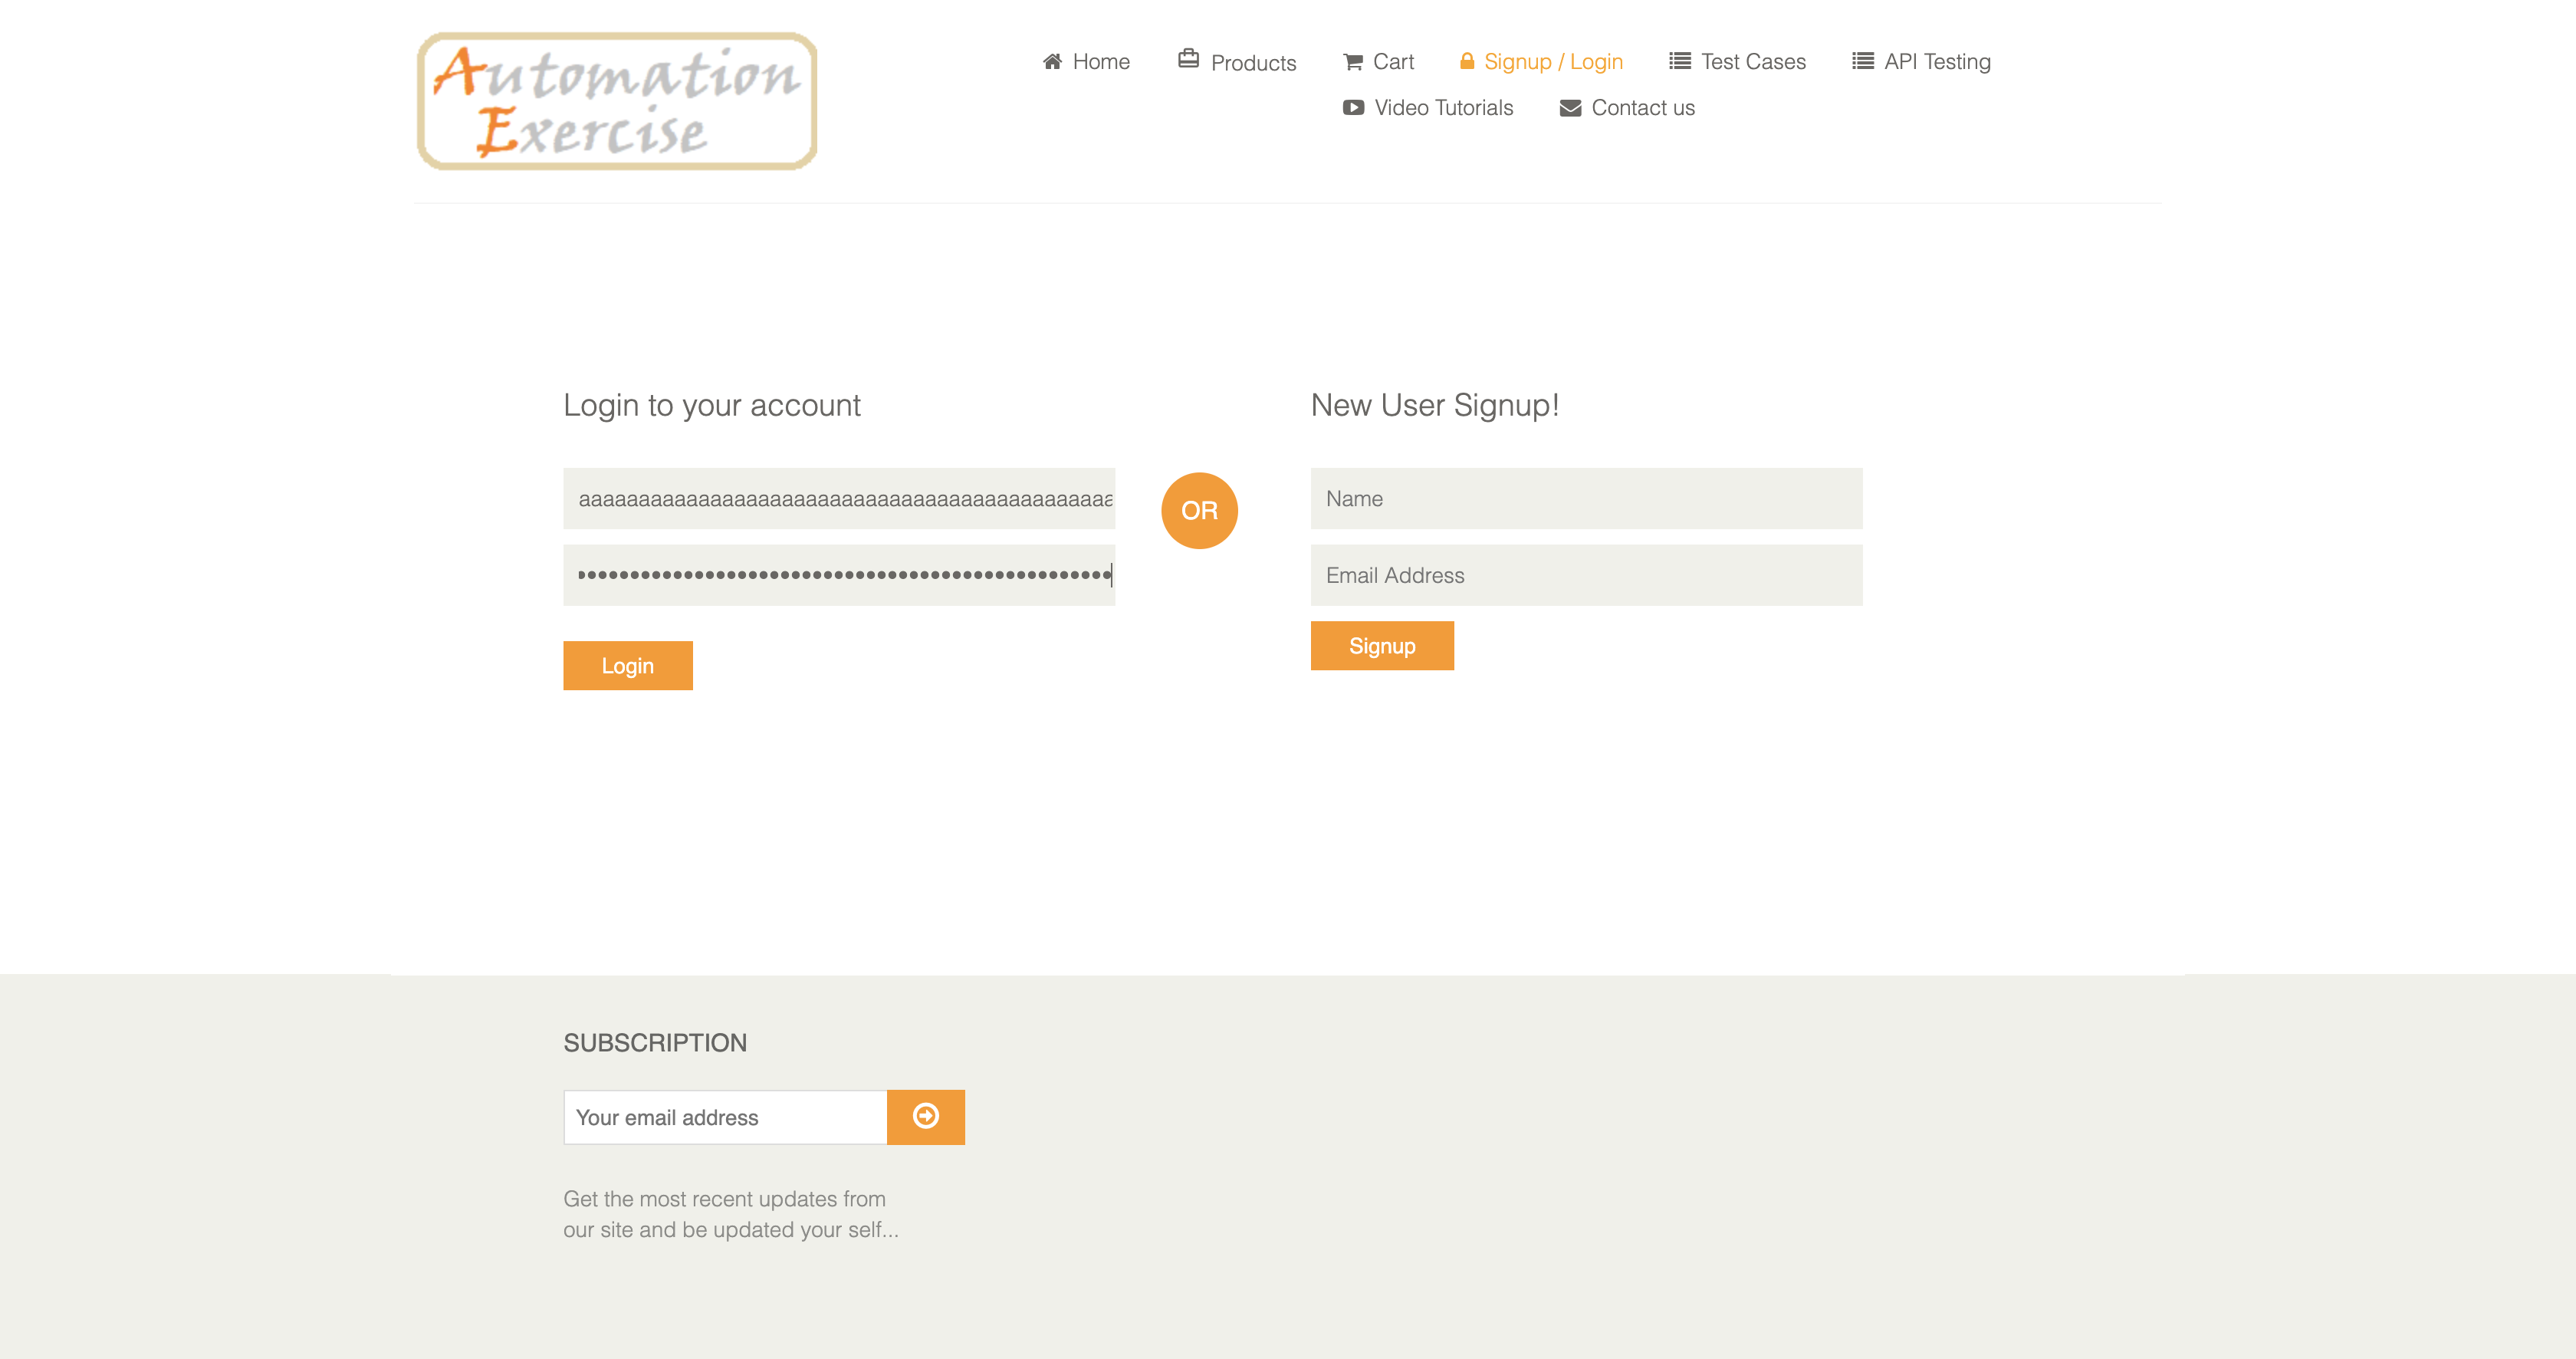 Automation
Exercise
Home
Products
Cart
Signup / Login
Test Cases
API Testing
Video Tutorials
Contact us
Login to your account
aaaaaaaaaaaaaaaaaaaaaaaaaaaaaaaaaaaaaaaaaaaaa
••••••••••••••••••••••••••••••••••••••••••••••••••
Login
OR
New User Signup!
Name
Email Address
Signup
SUBSCRIPTION
Your email address
Get the most recent updates from
our site and be updated your self...